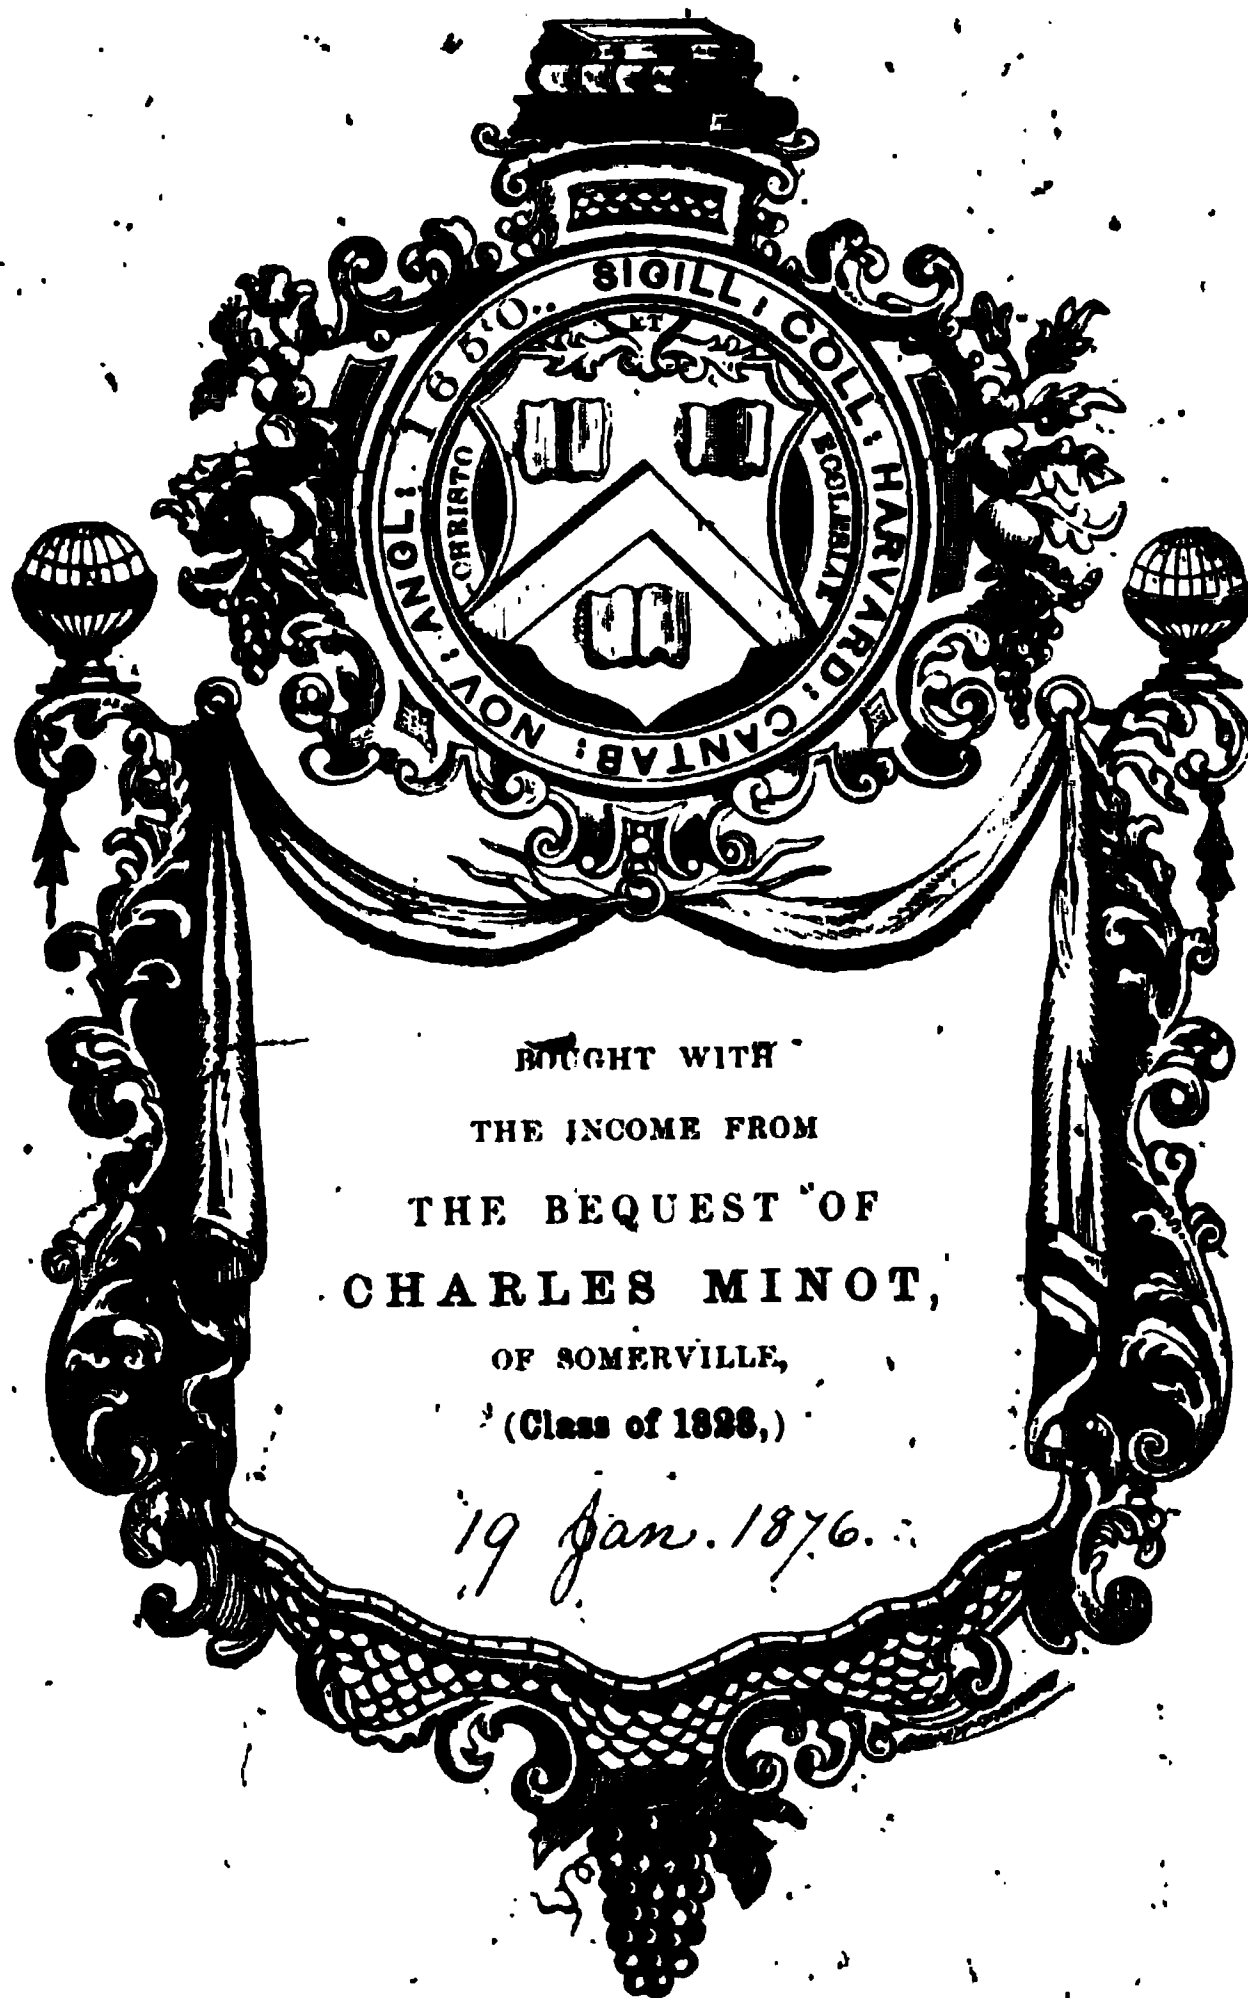 SIGILL : COLL : HARVARD : CANTAB : NOV : ANGL : 1650.
CHRISTO
ET
ECCLESIAE
BOUGHT WITH
THE INCOME FROM
THE BEQUEST OF
CHARLES MINOT,
OF SOMERVILLE,
(Class of 1828,)
19 Jan. 1876.